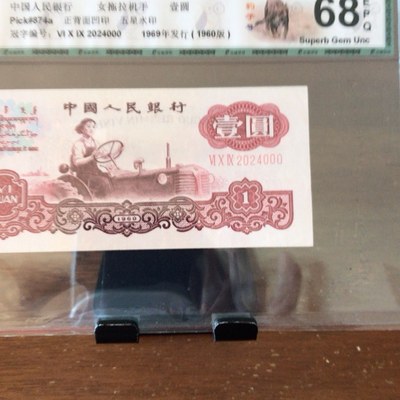 中国人民银行 女拖拉机手 壹圆
Pick#874a 正背面凹印 五星水印
冠字编号: VI X IX 2024000 1969年发行(1960版)
68
EPQ
Superb Gem Unc
中國人民銀行
壹圓
VI X IX 2024000
YI
YUAN
1960
1